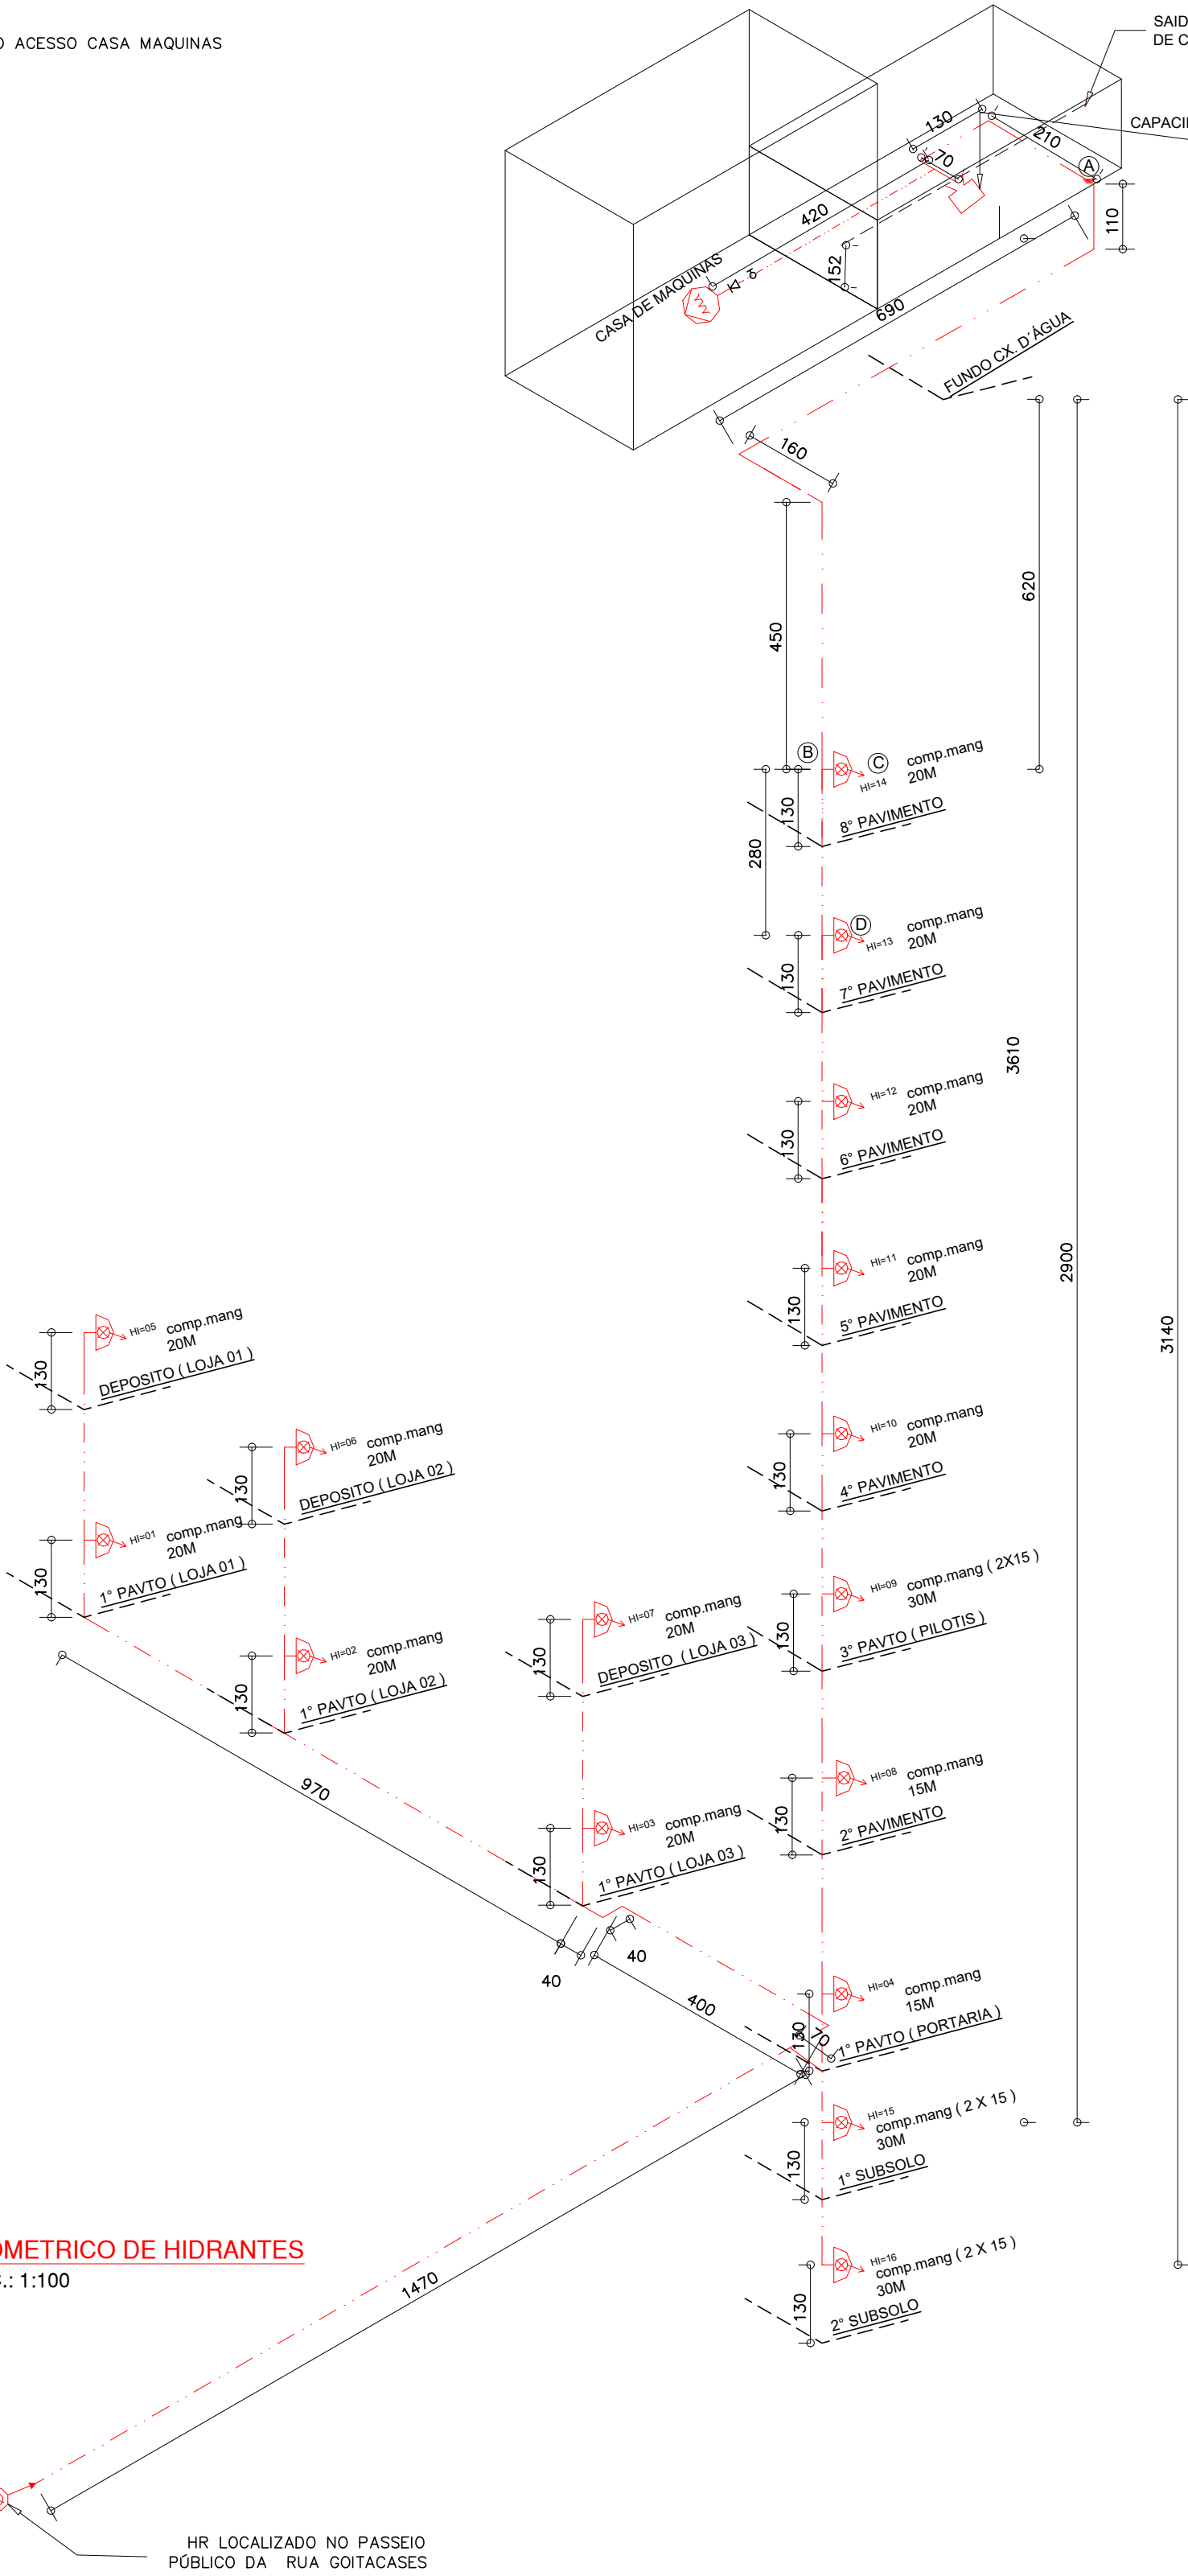 O ACESSO CASA MAQUINAS
SAID
DE C
CAPACI
130
70
210
A
110
420
152
CASA DE MAQUINAS
690
FUNDO CX. D´ÁGUA
160
450
620
B
C
comp.mang
20M
HI=14
130
8° PAVIMENTO
280
D
comp.mang
20M
HI=13
130
7° PAVIMENTO
3610
HI=12
comp.mang
20M
130
6° PAVIMENTO
2900
HI=11
comp.mang
20M
130
5° PAVIMENTO
3140
HI=05
comp.mang
20M
130
DEPOSITO ( LOJA 01 )
HI=10
comp.mang
20M
130
4° PAVIMENTO
HI=06
comp.mang
20M
130
DEPOSITO ( LOJA 02 )
HI=01
comp.mang
20M
130
1° PAVTO ( LOJA 01 )
HI=09
comp.mang ( 2X15 )
30M
130
3° PAVTO ( PILOTIS )
HI=07
comp.mang
20M
130
DEPOSITO ( LOJA 03 )
HI=02
comp.mang
20M
130
1° PAVTO ( LOJA 02 )
970
HI=08
comp.mang
15M
130
2° PAVIMENTO
HI=03
comp.mang
20M
130
1° PAVTO ( LOJA 03 )
40
40
400
HI=04
comp.mang
15M
130
70
1° PAVTO ( PORTARIA )
HI=15
comp.mang ( 2 X 15 )
30M
130
1° SUBSOLO
HI=16
comp.mang ( 2 X 15 )
30M
130
2° SUBSOLO
OMETRICO DE HIDRANTES
.: 1:100
1470
HR LOCALIZADO NO PASSEIO
PÚBLICO DA RUA GOITACASES